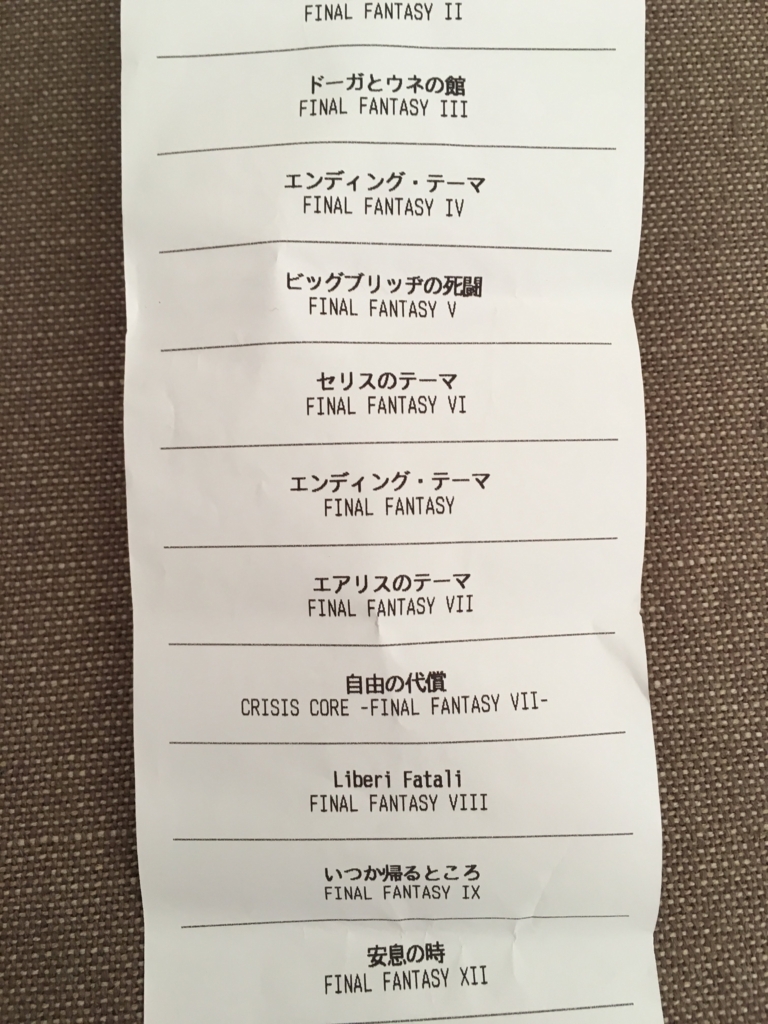 FINAL FANTASY II
ドーガとウネの館
FINAL FANTASY III
エンディング・テーマ
FINAL FANTASY IV
ビッグブリッヂの死闘
FINAL FANTASY V
セリスのテーマ
FINAL FANTASY VI
エンディング・テーマ
FINAL FANTASY
エアリスのテーマ
FINAL FANTASY VII
自由の代償
CRISIS CORE -FINAL FANTASY VII-
Liberi Fatali
FINAL FANTASY VIII
いつか帰るところ
FINAL FANTASY IX
安息の時
FINAL FANTASY XII